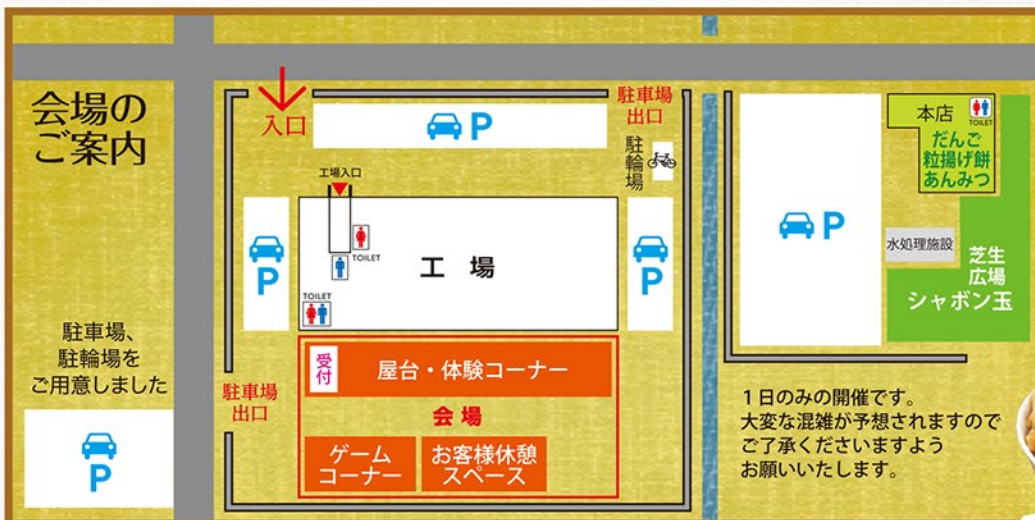 会場の
ご案内
駐車場、
駐輪場を
ご用意しました
P
入口
P
駐車場
出口
駐輪場
工場入口
TOILET
TOILET
工場
P
P
受付
屋台・体験コーナー
会場
ゲーム
コーナー
お客様休憩
スペース
駐車場
出口
P
本店
TOILET
だんご
粒揚げ餅
あんみつ
水処理施設
芝生
広場
シャボン玉
1日のみの開催です。
大変な混雑が予想されますので
ご了承くださいますよう
お願いいたします。